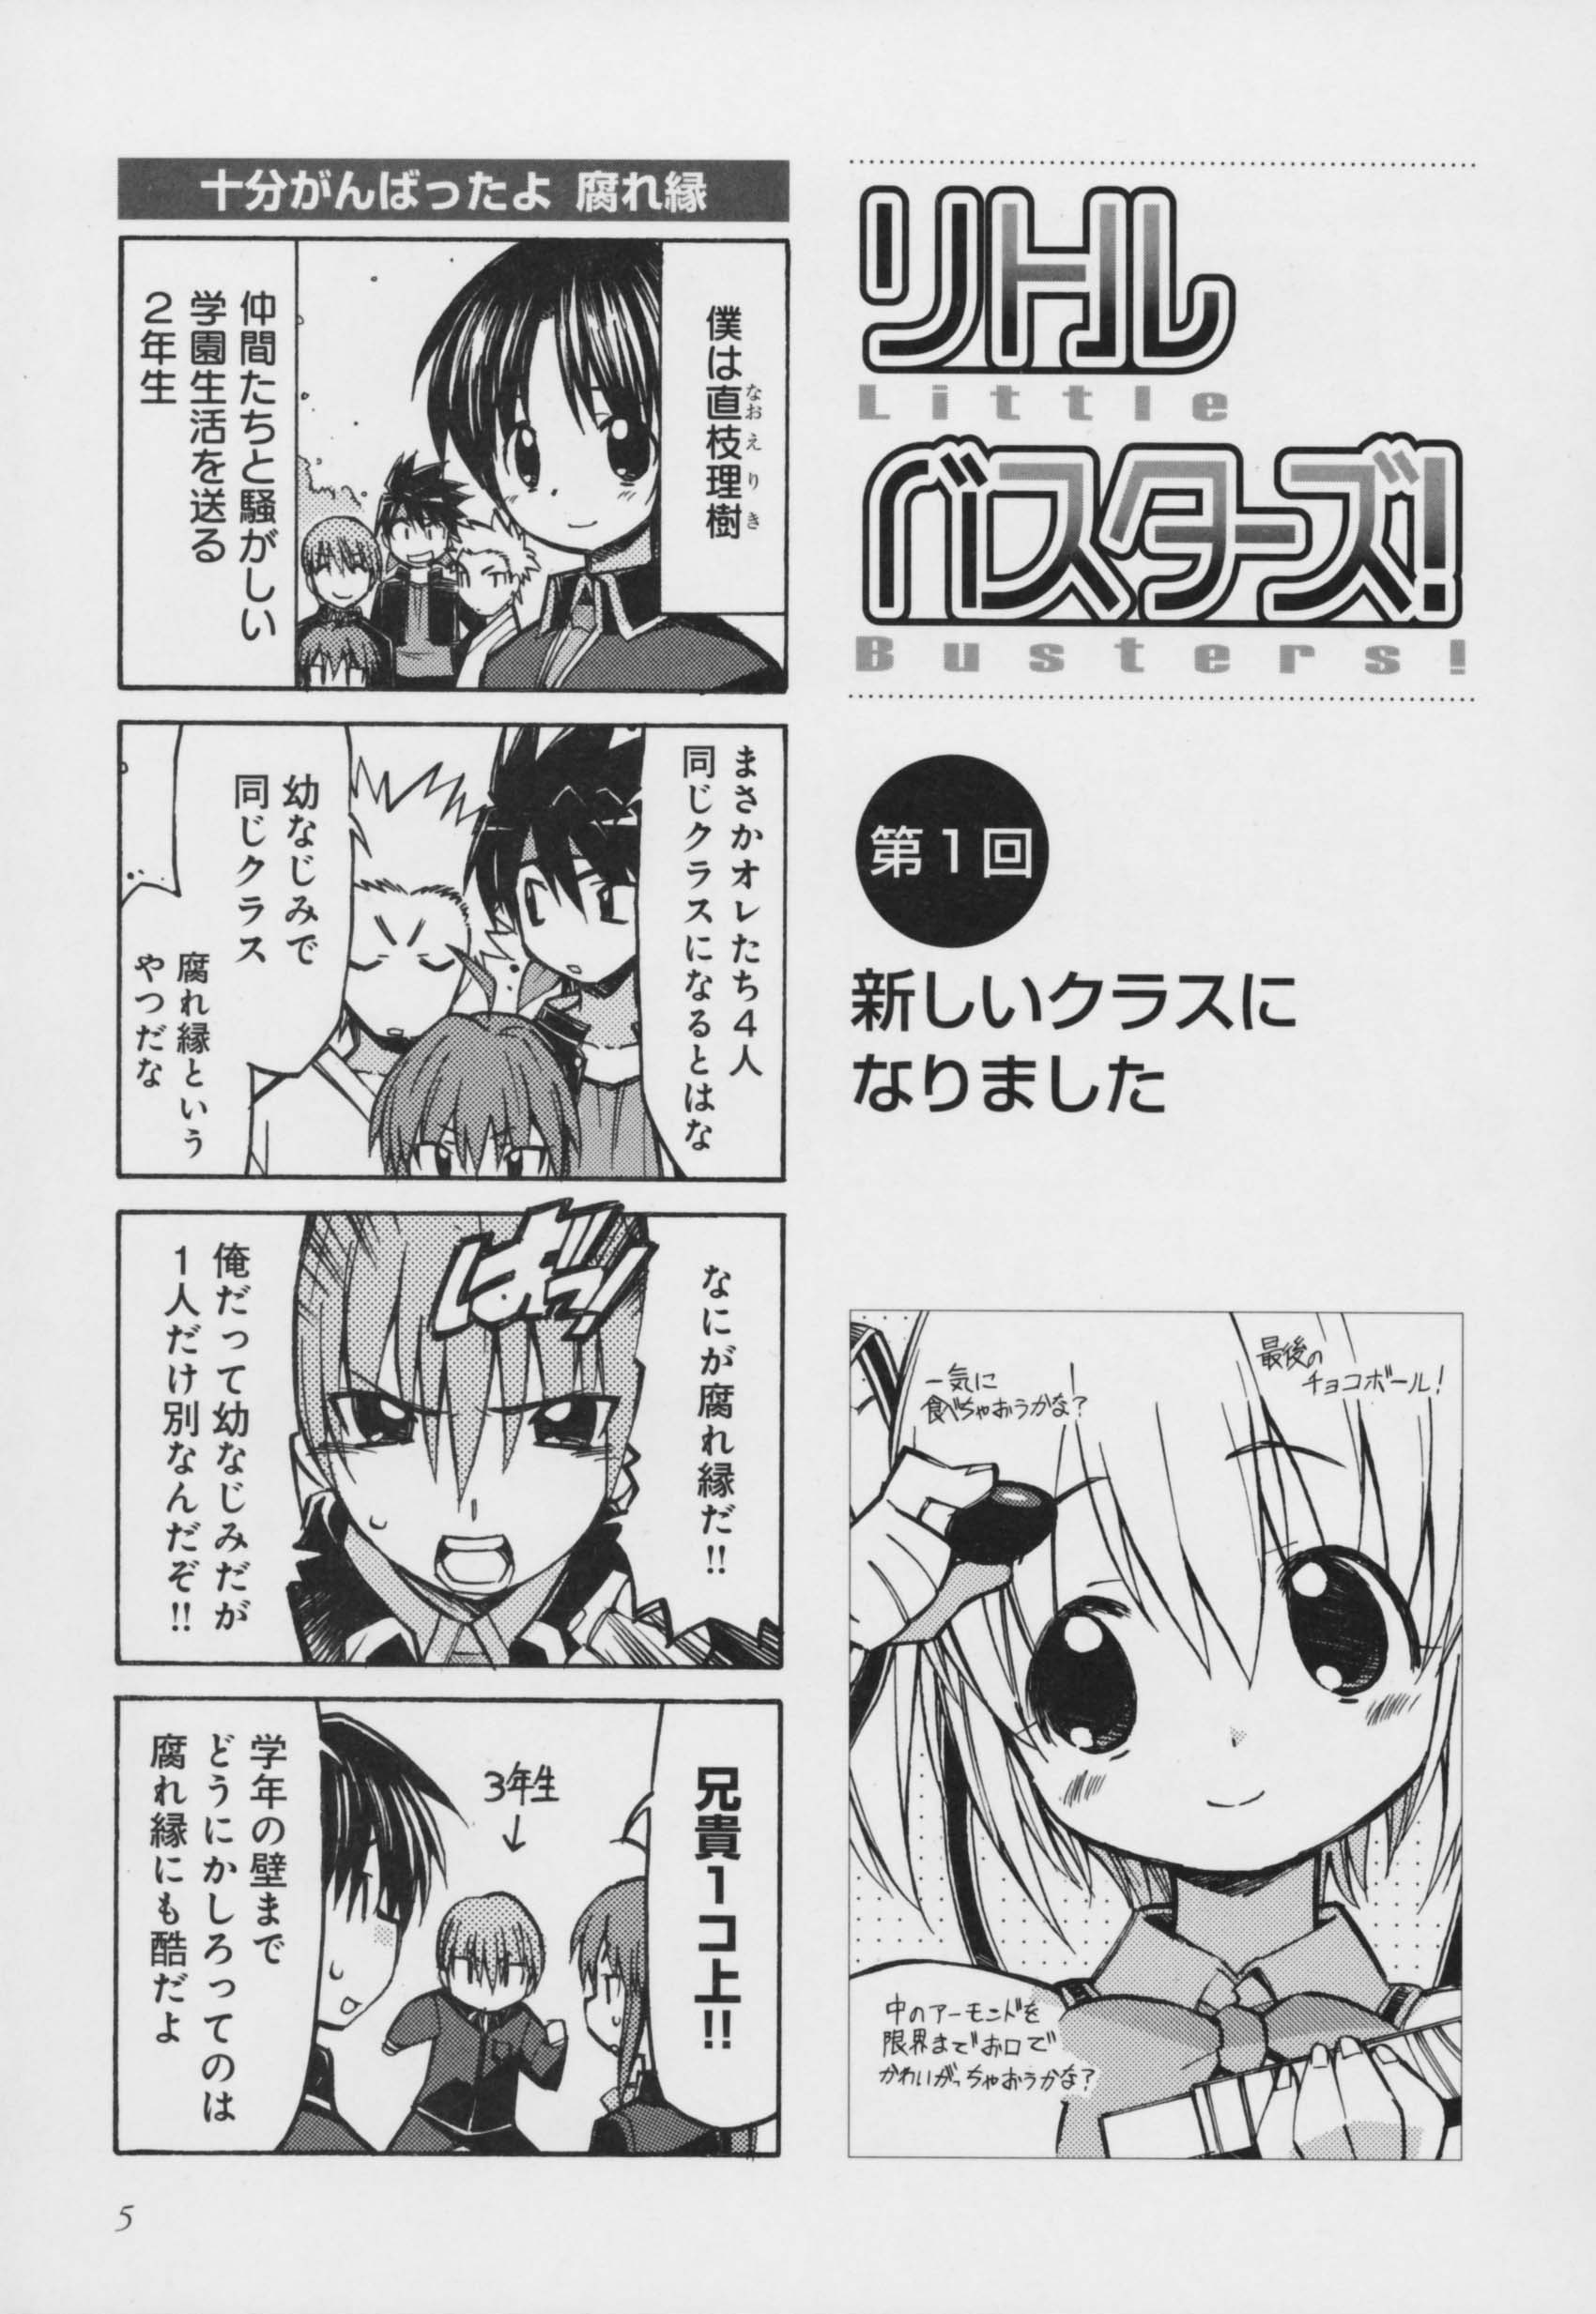 リトル
Little
バスターズ!
Busters!
第1回
新しいクラスに
なりました
最後の
チョコボール!
一気に
食べちゃおうかな?
中のアーモンドを
限界までお口で
かわいがっちゃおうかな?
十分がんばったよ 腐れ縁
僕は直枝理樹
なおえりき
仲間たちと騒がしい
学園生活を送る
2年生
まさかオレたち4人
同じクラスになるとはな
幼なじみで
同じクラス
腐れ縁という
やつだな
なにが腐れ縁だ!!
ばっ!
俺だって幼なじみだが
1人だけ別なんだぞ!!
兄貴1コ上!!
3年生
↓
学年の壁まで
どうにかしろってのは
腐れ縁にも酷だよ
5